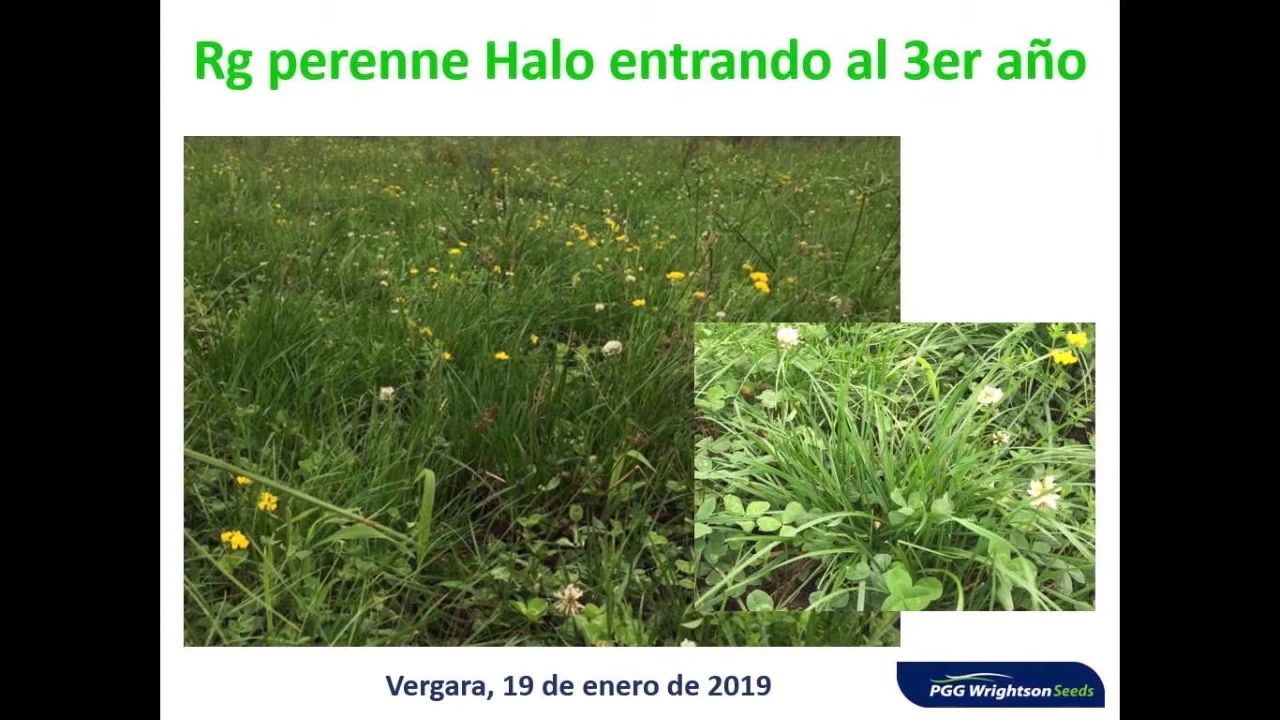 Rg perenne Halo entrando al 3er año
Vergara, 19 de enero de 2019
PGG Wrightson Seeds